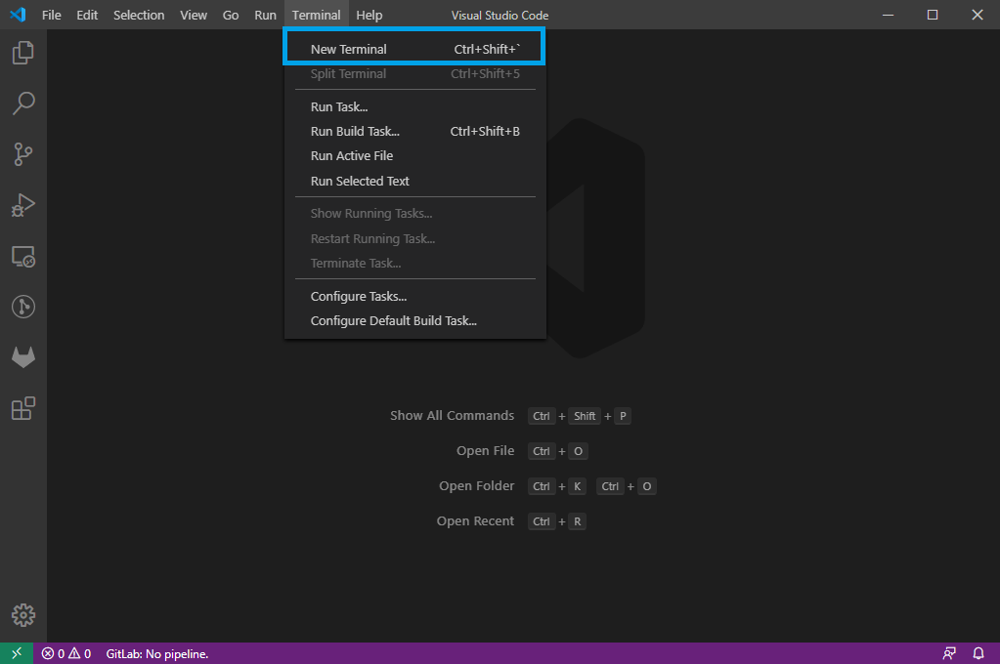 File Edit Selection View Go Run Terminal Help Visual Studio Code
New Terminal Ctrl+Shift+`
Split Terminal Ctrl+Shift+5
Run Task...
Run Build Task... Ctrl+Shift+B
Run Active File
Run Selected Text
Show Running Tasks...
Restart Running Task...
Terminate Task...
Configure Tasks...
Configure Default Build Task...
Show All Commands Ctrl + Shift + P
Open File Ctrl + O
Open Folder Ctrl + K Ctrl + O
Open Recent Ctrl + R
0 0 GitLab: No pipeline.